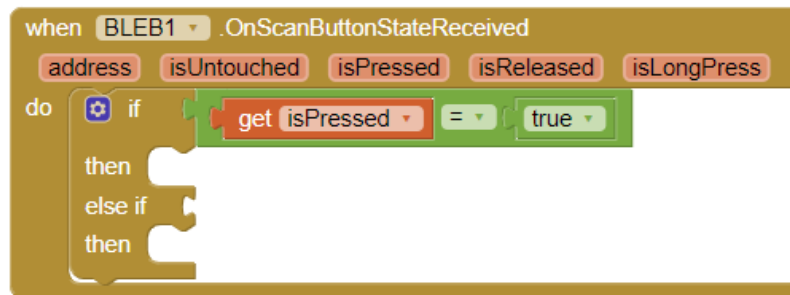 when BLEB1 .OnScanButtonStateReceived
address isUntouched isPressed isReleased isLongPress
do if get isPressed = true
then
else if
then